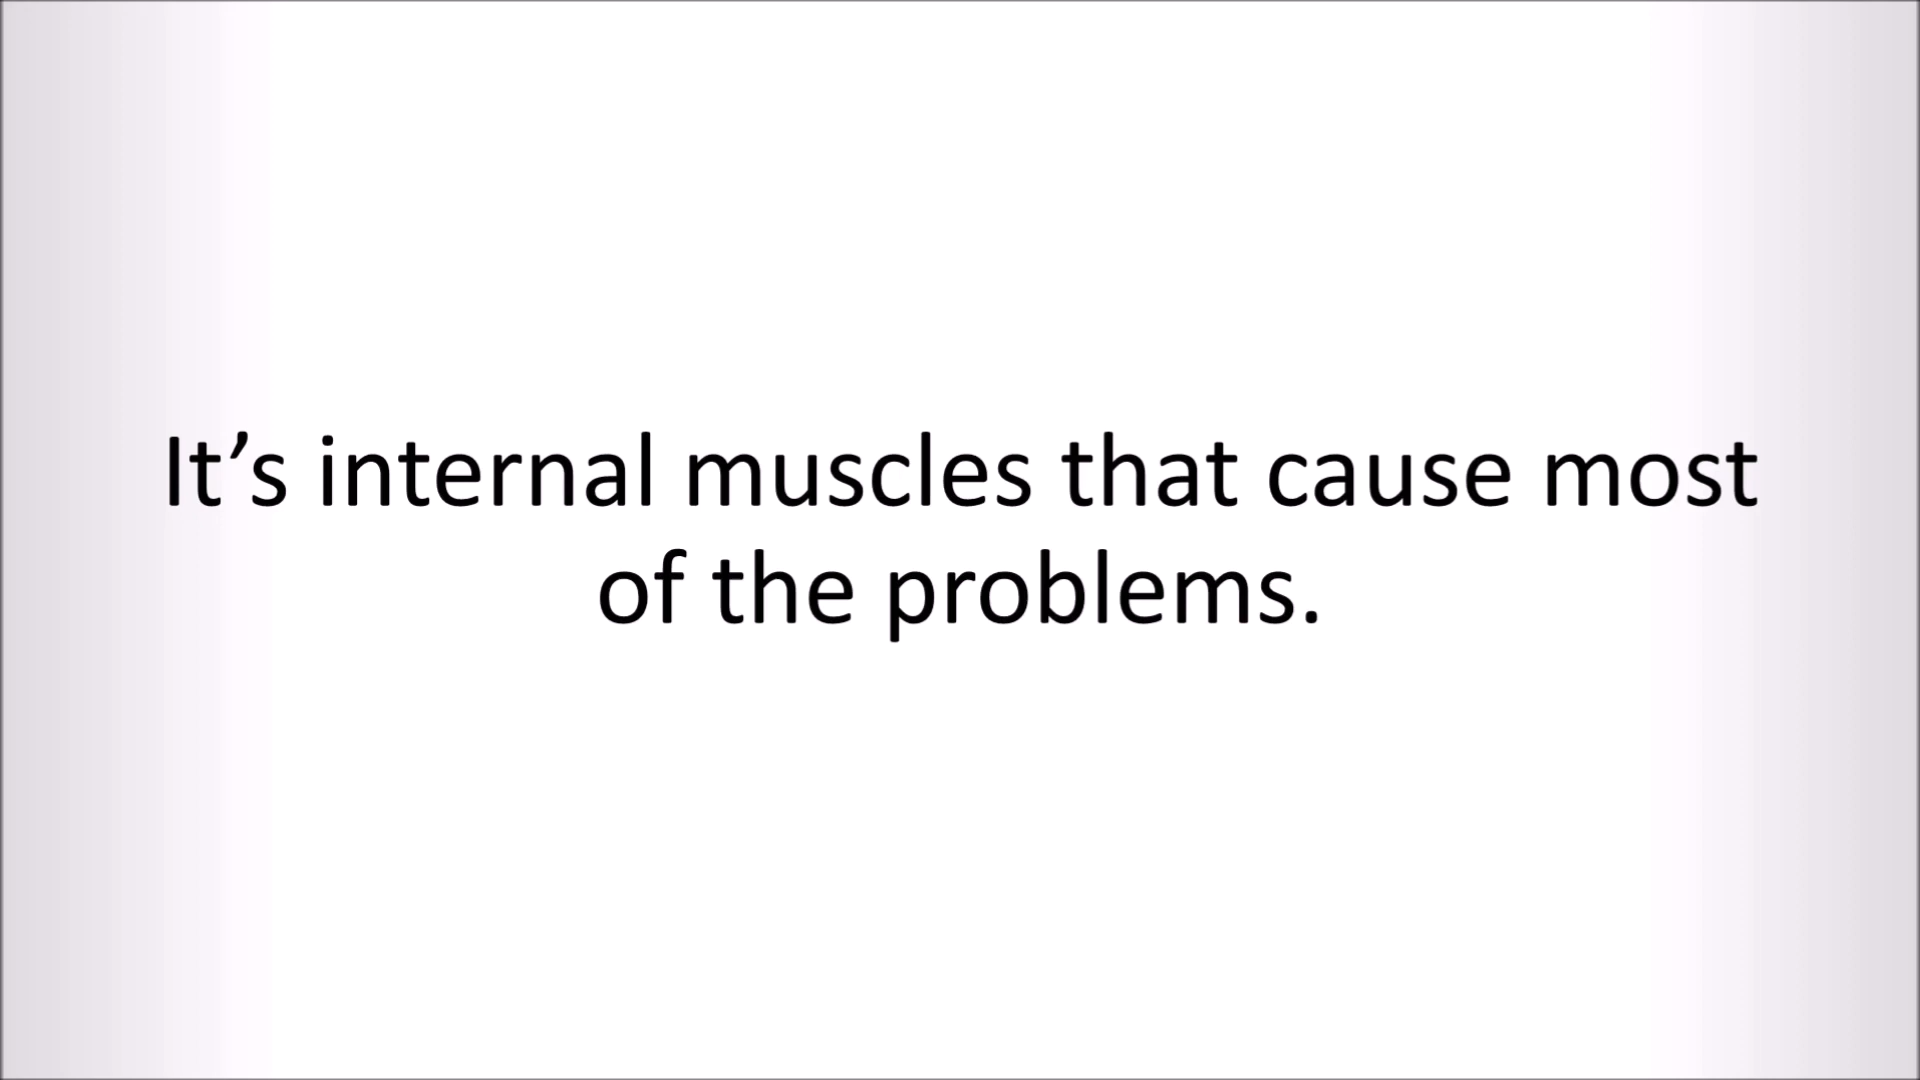 It’s internal muscles that cause most
of the problems.